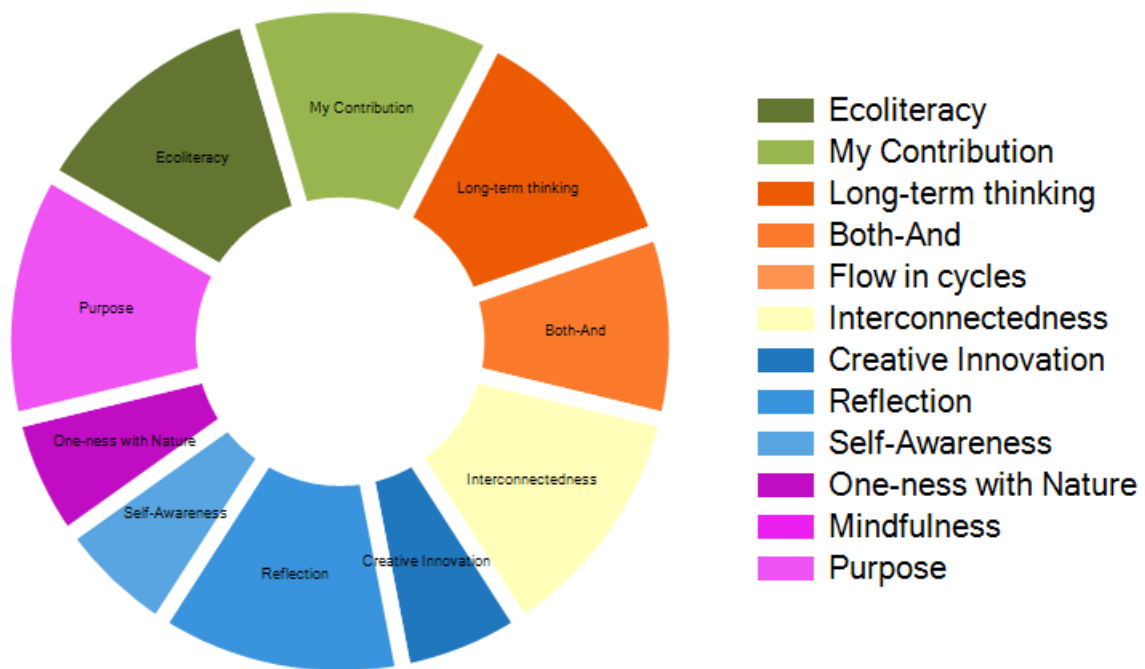 My Contribution
Ecoliteracy
Long-term thinking
Purpose
Both-And
One-ness with Nature
Interconnectedness
Self-Awareness
Creative Innovation
Reflection
Ecoliteracy
My Contribution
Long-term thinking
Both-And
Flow in cycles
Interconnectedness
Creative Innovation
Reflection
Self-Awareness
One-ness with Nature
Mindfulness
Purpose